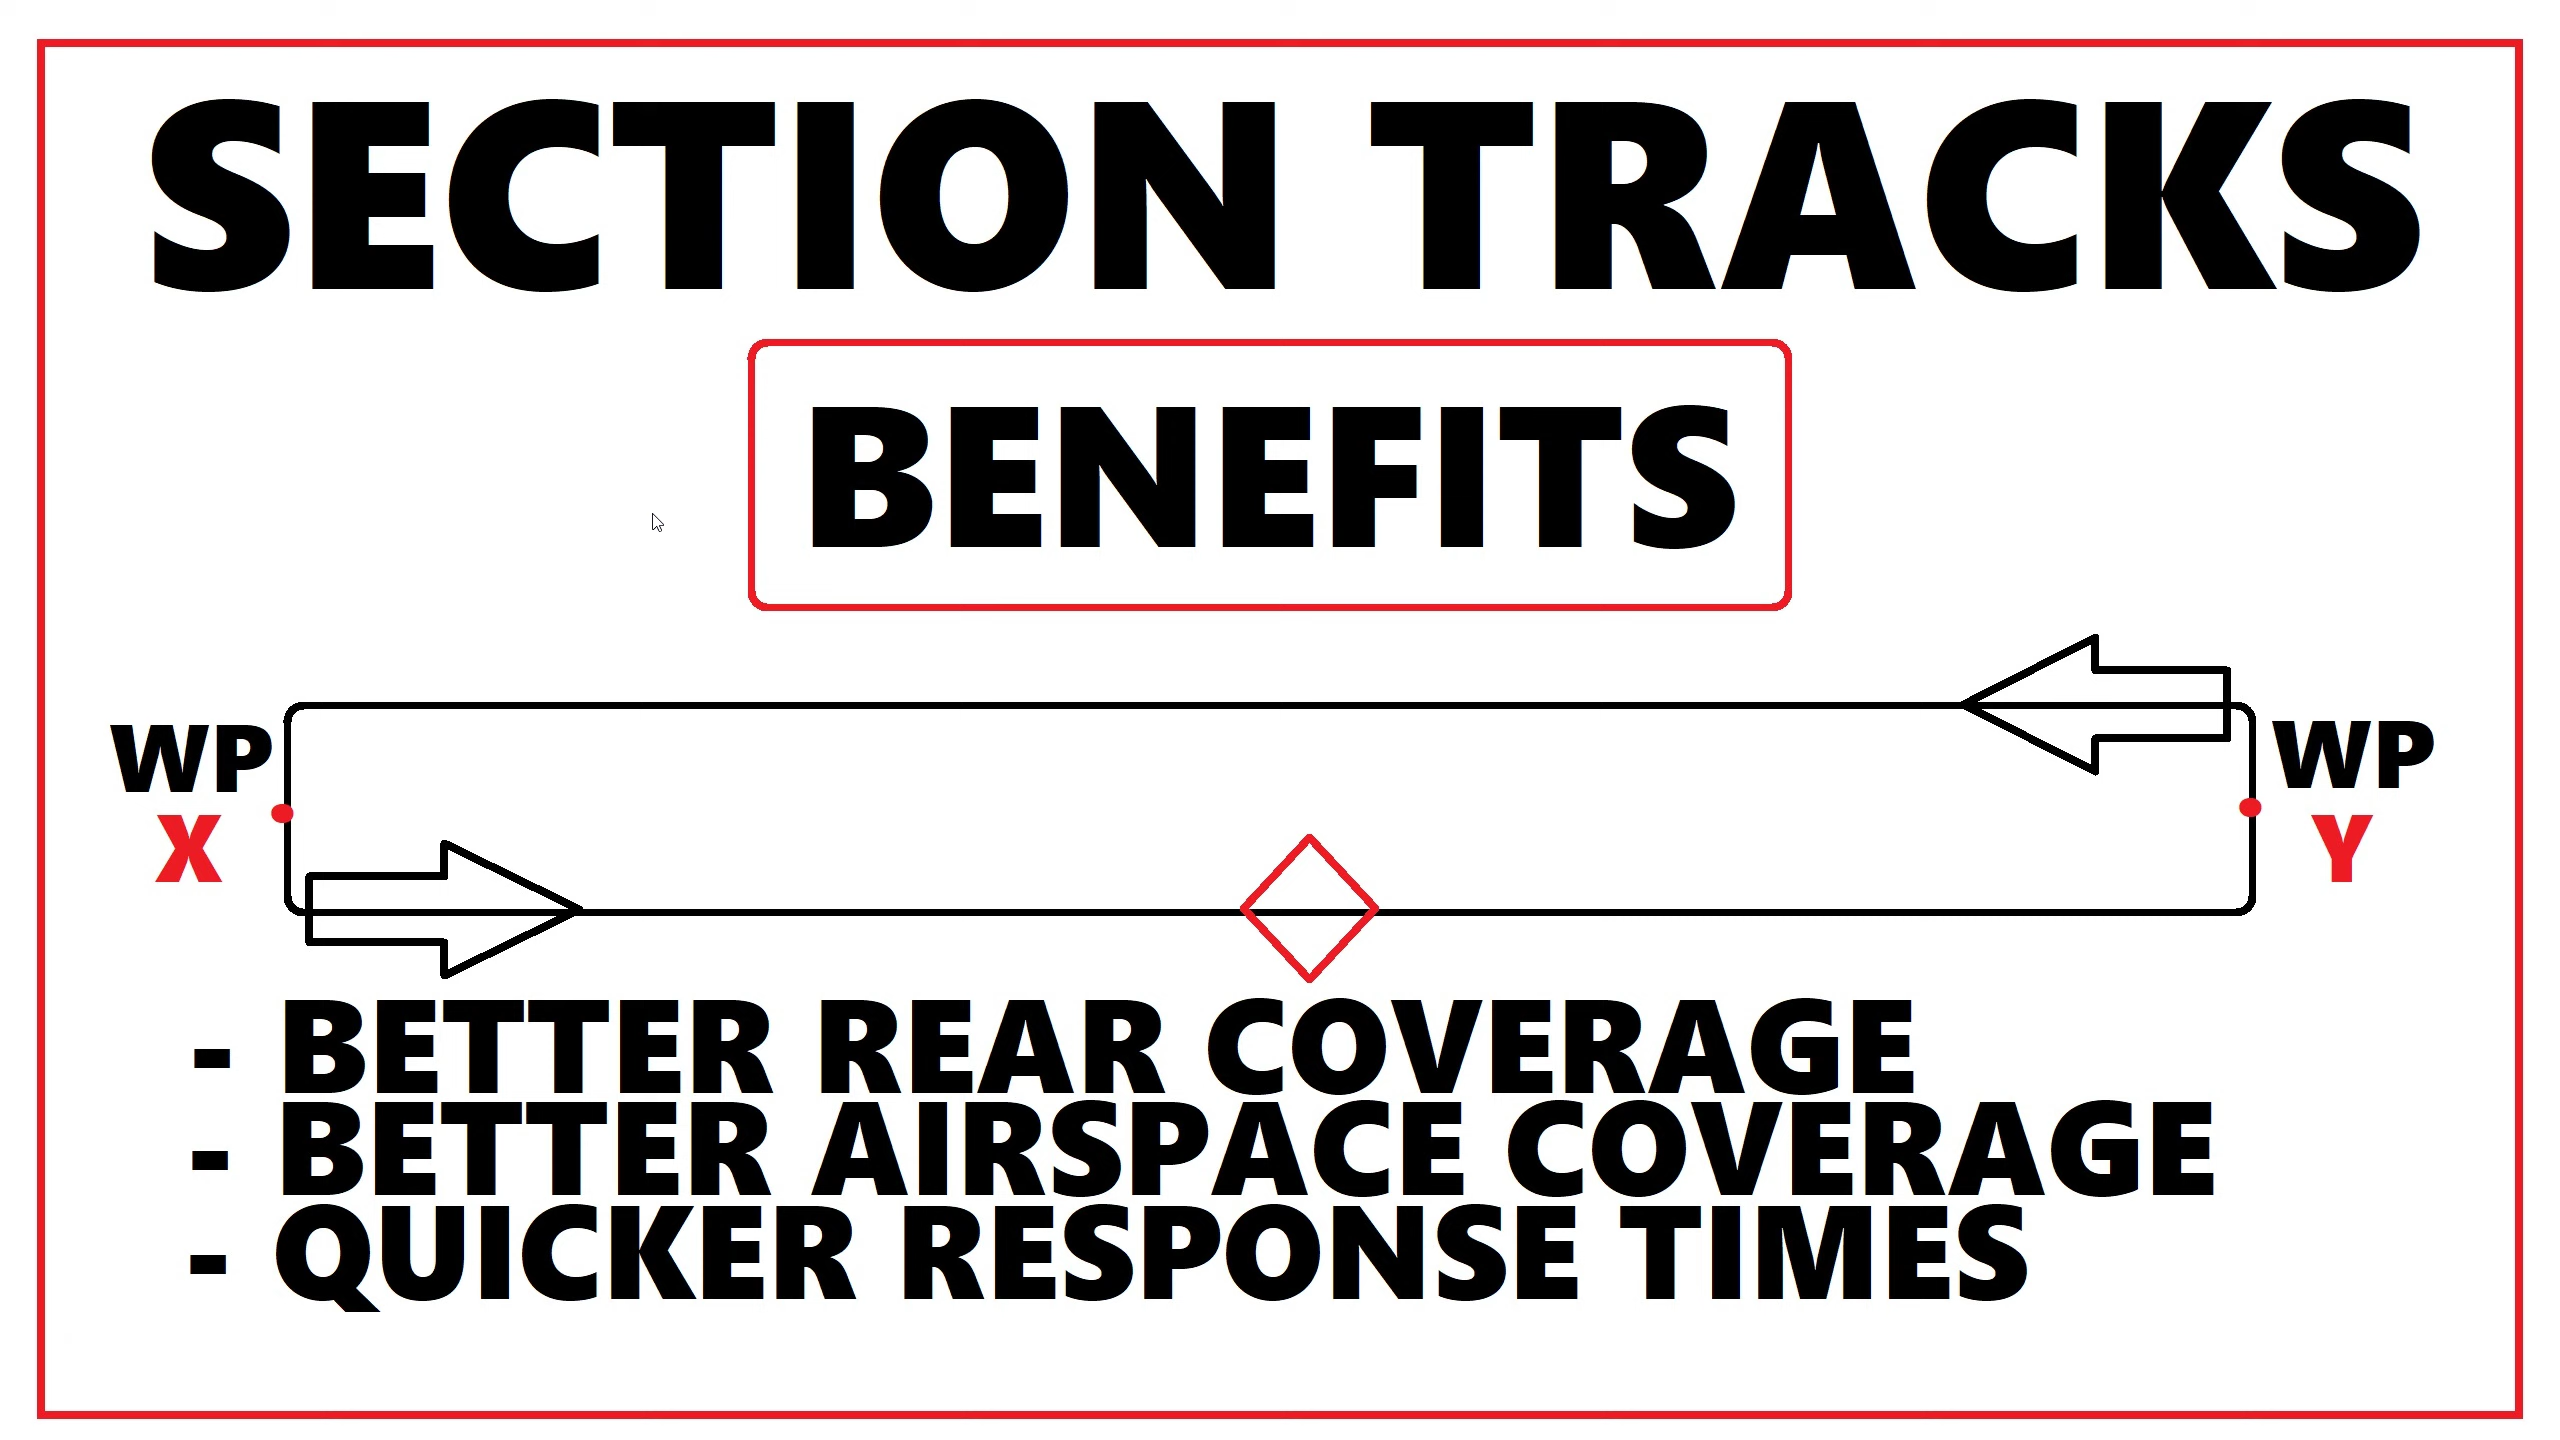 SECTION TRACKS
BENEFITS
WP
X
WP
Y
- BETTER REAR COVERAGE
- BETTER AIRSPACE COVERAGE
- QUICKER RESPONSE TIMES